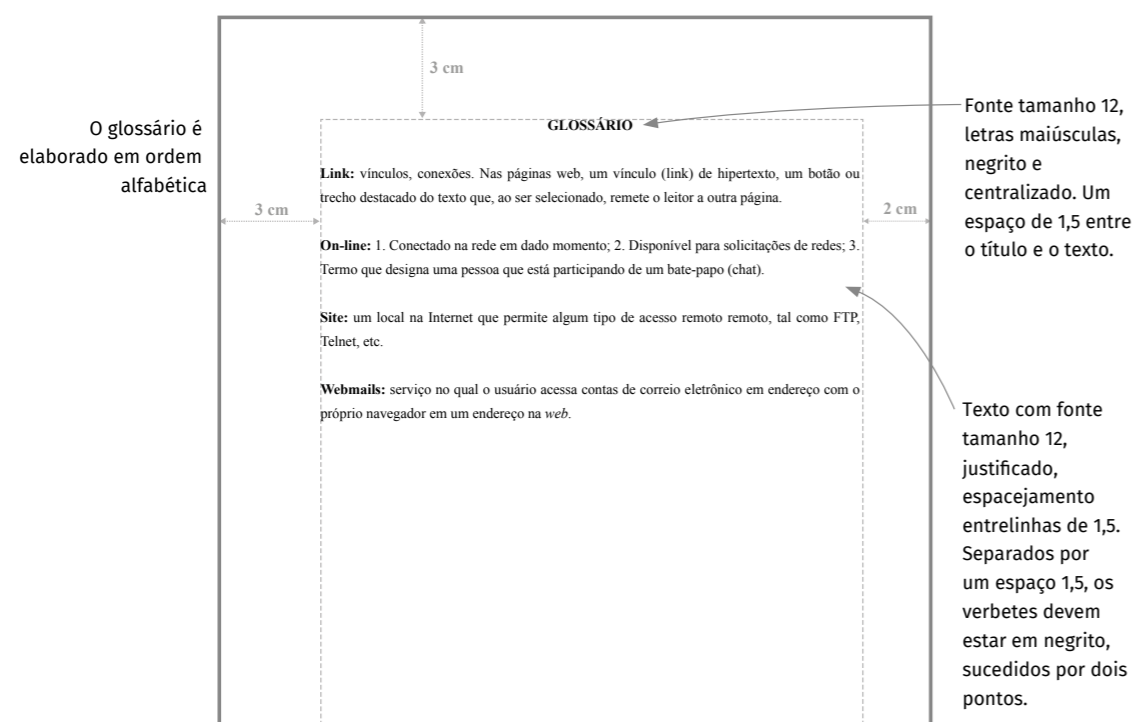 3 cm
O glossário é
elaborado em ordem
alfabética
GLOSSÁRIO
Link: vínculos, conexões. Nas páginas web, um vínculo (link) de hipertexto, um botão ou
trecho destacado do texto que, ao ser selecionado, remete o leitor a outra página.
3 cm
2 cm
On-line: 1. Conectado na rede em dado momento; 2. Disponível para solicitações de redes; 3.
Termo que designa uma pessoa que está participando de um bate-papo (chat).
Site: um local na Internet que permite algum tipo de acesso remoto remoto, tal como FTP,
Telnet, etc.
Webmails: serviço no qual o usuário acessa contas de correio eletrônico em endereço com o
próprio navegador em um endereço na web.
Fonte tamanho 12,
letras maiúsculas,
negrito e
centralizado. Um
espaço de 1,5 entre
o título e o texto.
Texto com fonte
tamanho 12,
justificado,
espacejamento
entrelinhas de 1,5.
Separados por
um espaço 1,5, os
verbetes devem
estar em negrito,
sucedidos por dois
pontos.